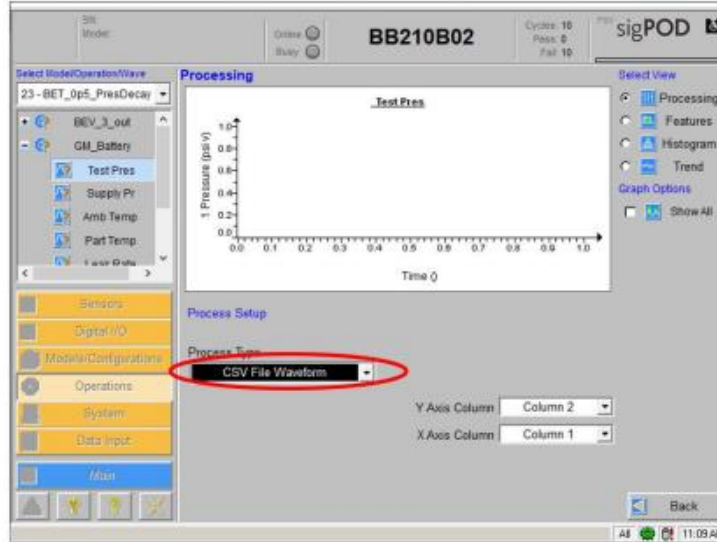 SN:
Model:
Online
Busy
BB210B02
Cycles: 10
Pass: 0
Fail: 10
sigPOD
Select Model/Operation/Wave
23 - BET_0p5_PresDecay
BEV_3_out
GM_Battery
Test Pres
Supply Pr
Amb Temp
Part Temp
Leak Rate
Processing
Test Pres
1 Pressure (psi v)
1.0
0.8
0.6
0.4
0.2
0.0
0.0 0.1 0.2 0.3 0.4 0.5 0.6 0.7 0.8 0.9 1.0
Time ()
Select View
Processing
Features
Histogram
Trend
Graph Options
Show All
Sensors
Digital I/O
Models/Configurations
Operations
System
Data Input
Main
Process Setup
Process Type
CSV File Waveform
Y Axis Column
Column 2
X Axis Column
Column 1
Back
All
11:09 A